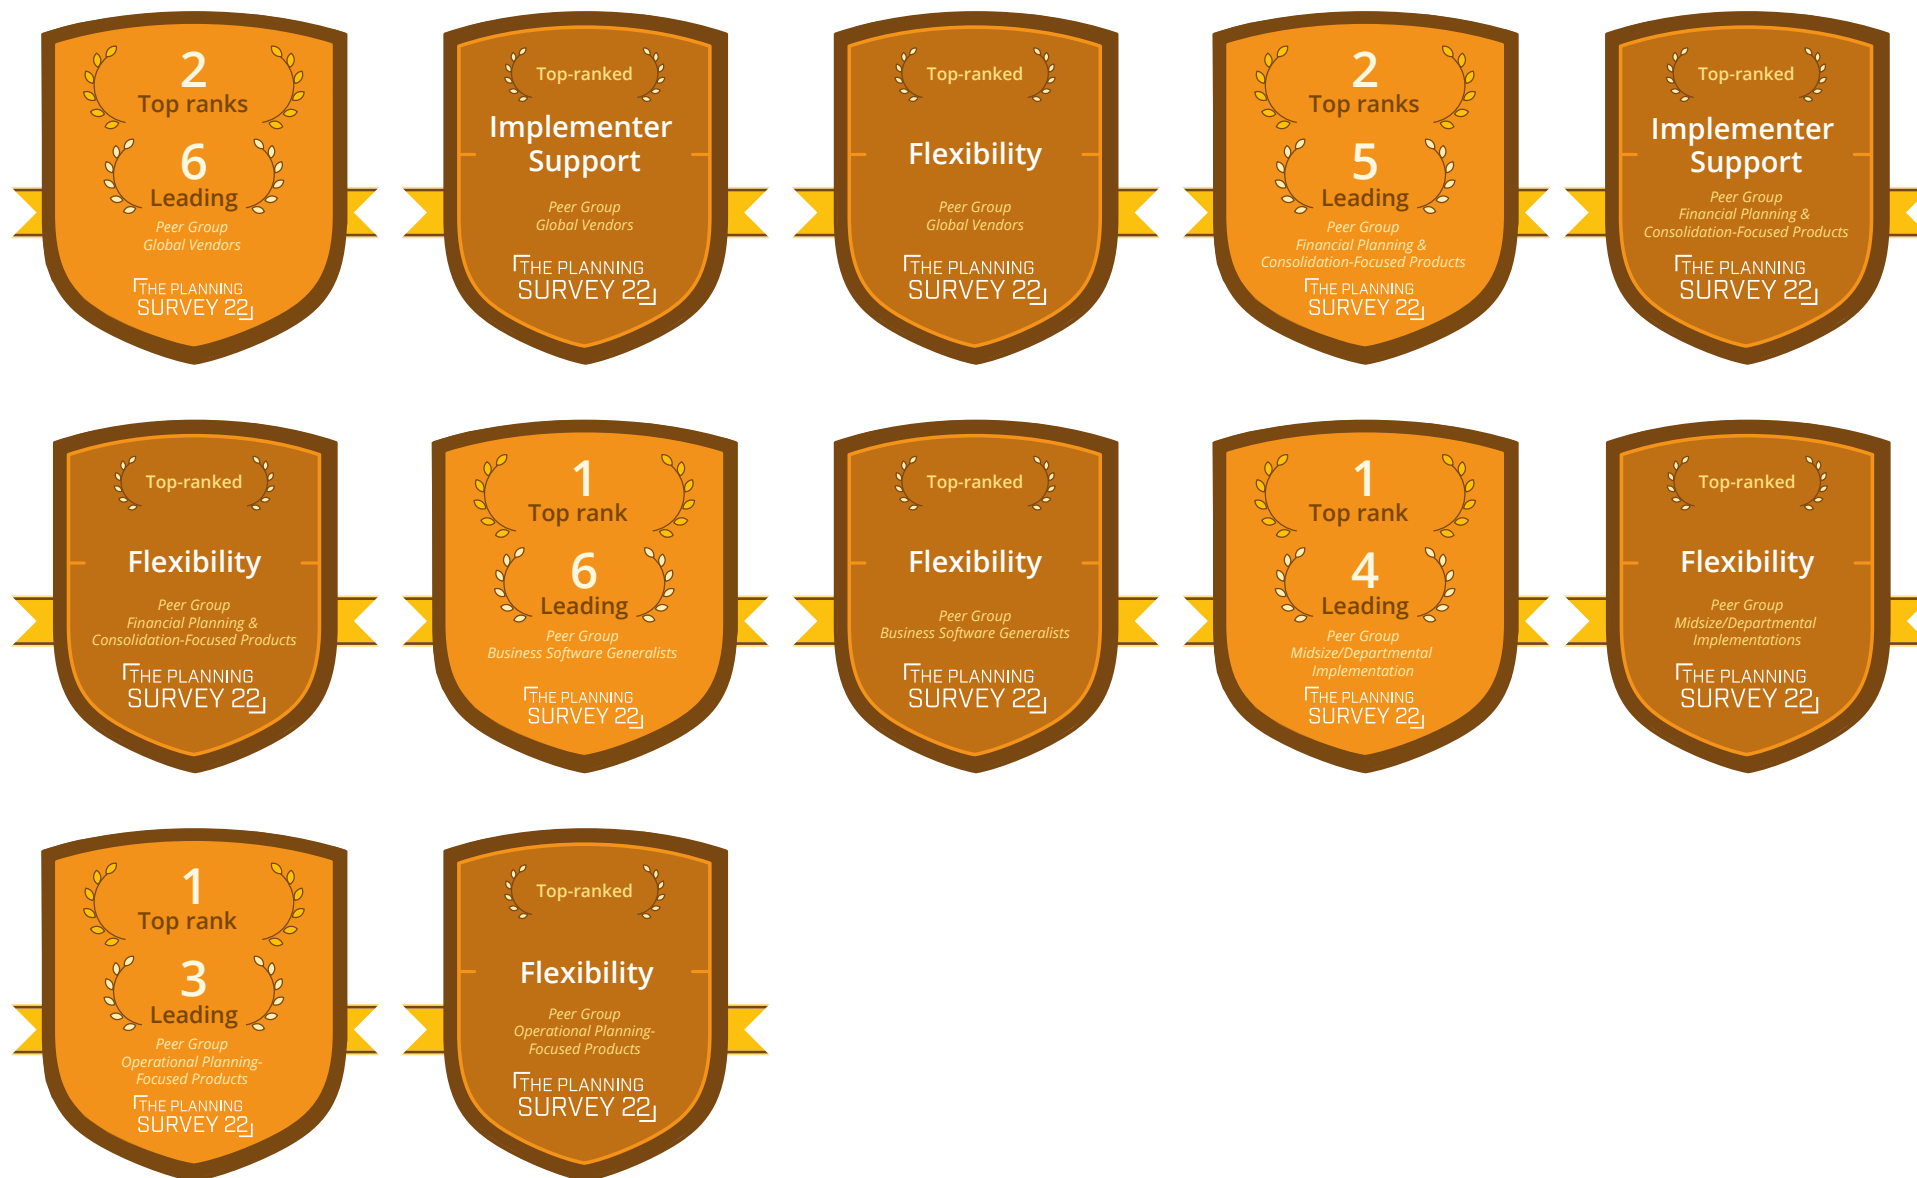 2
Top ranks
6
Leading
Peer Group
Global Vendors
THE PLANNING
SURVEY 22
Top-ranked
Implementer
Support
Peer Group
Global Vendors
THE PLANNING
SURVEY 22
Top-ranked
Flexibility
Peer Group
Global Vendors
THE PLANNING
SURVEY 22
2
Top ranks
5
Leading
Peer Group
Financial Planning &
Consolidation-Focused Products
THE PLANNING
SURVEY 22
Top-ranked
Implementer
Support
Peer Group
Financial Planning &
Consolidation-Focused Products
THE PLANNING
SURVEY 22
Top-ranked
Flexibility
Peer Group
Financial Planning &
Consolidation-Focused Products
THE PLANNING
SURVEY 22
1
Top rank
6
Leading
Peer Group
Business Software Generalists
THE PLANNING
SURVEY 22
Top-ranked
Flexibility
Peer Group
Business Software Generalists
THE PLANNING
SURVEY 22
1
Top rank
4
Leading
Peer Group
Midsize/Departmental
Implementation
THE PLANNING
SURVEY 22
Top-ranked
Flexibility
Peer Group
Midsize/Departmental
Implementations
THE PLANNING
SURVEY 22
1
Top rank
3
Leading
Peer Group
Operational Planning-
Focused Products
THE PLANNING
SURVEY 22
Top-ranked
Flexibility
Peer Group
Operational Planning-
Focused Products
THE PLANNING
SURVEY 22